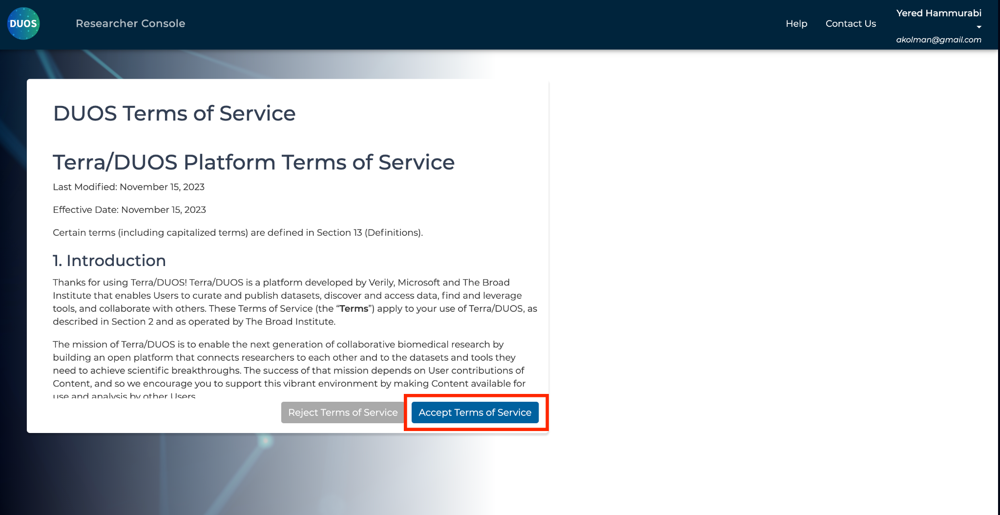 DUOS
Researcher Console
Help
Contact Us
Yered Hammurabi
akolman@gmail.com
DUOS Terms of Service
Terra/DUOS Platform Terms of Service
Last Modified: November 15, 2023
Effective Date: November 15, 2023
Certain terms (including capitalized terms) are defined in Section 13 (Definitions).
1. Introduction
Thanks for using Terra/DUOS! Terra/DUOS is a platform developed by Verily, Microsoft and The Broad
Institute that enables Users to curate and publish datasets, discover and access data, find and leverage
tools, and collaborate with others. These Terms of Service (the “Terms”) apply to your use of Terra/DUOS, as
described in Section 2 and as operated by The Broad Institute.
The mission of Terra/DUOS is to enable the next generation of collaborative biomedical research by
building an open platform that connects researchers to each other and to the datasets and tools they
need to achieve scientific breakthroughs. The success of that mission depends on User contributions of
Content, and so we encourage you to support this vibrant environment by making Content available for
use and analysis by other Users.
Reject Terms of Service
Accept Terms of Service